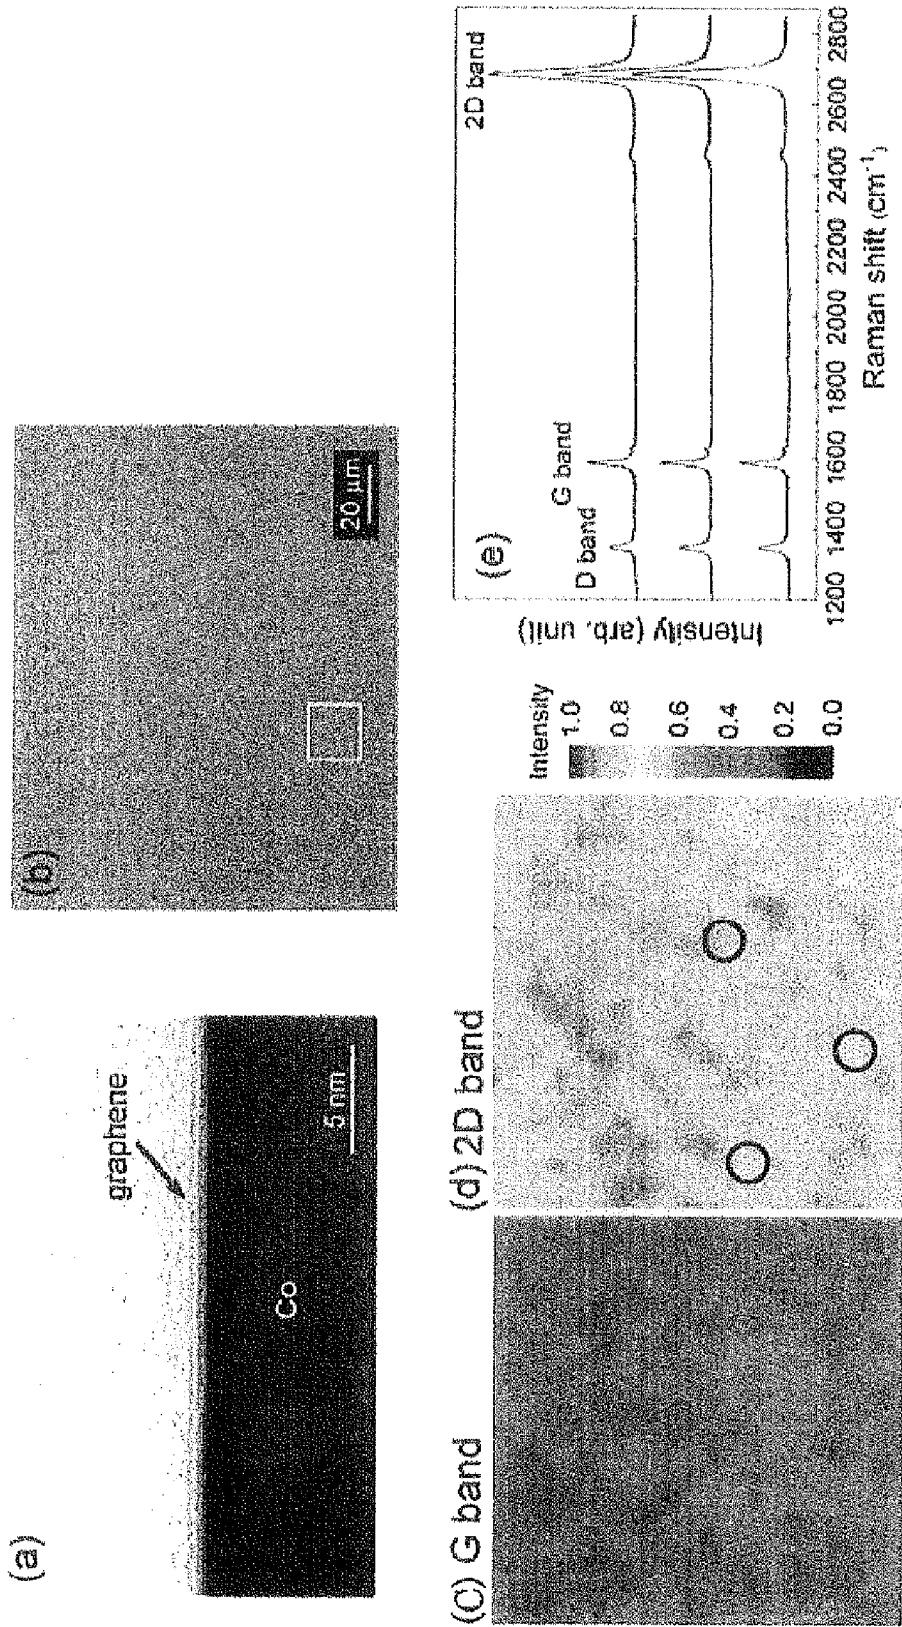 (a)
graphene
Co
5 nm
(b)
20 µm
(C) G band
(d) 2D band
Intensity
1.0
0.8
0.6
0.4
0.2
0.0
(e)
D band
G band
2D band
Intensity (arb. unit)
1200 1400 1600 1800 2000 2200 2400 2600 2800
Raman shift (cm⁻¹)